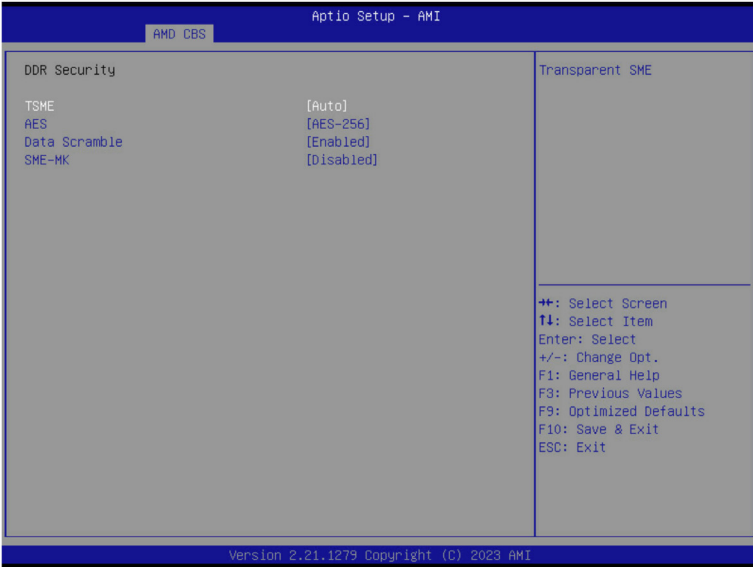 Aptio Setup – AMI
AMD CBS
DDR Security
TSME [Auto]
AES [AES-256]
Data Scramble [Enabled]
SME-MK [Disabled]
Transparent SME
→←: Select Screen
↑↓: Select Item
Enter: Select
+/-: Change Opt.
F1: General Help
F3: Previous Values
F9: Optimized Defaults
F10: Save & Exit
ESC: Exit
Version 2.21.1279 Copyright (C) 2023 AMI